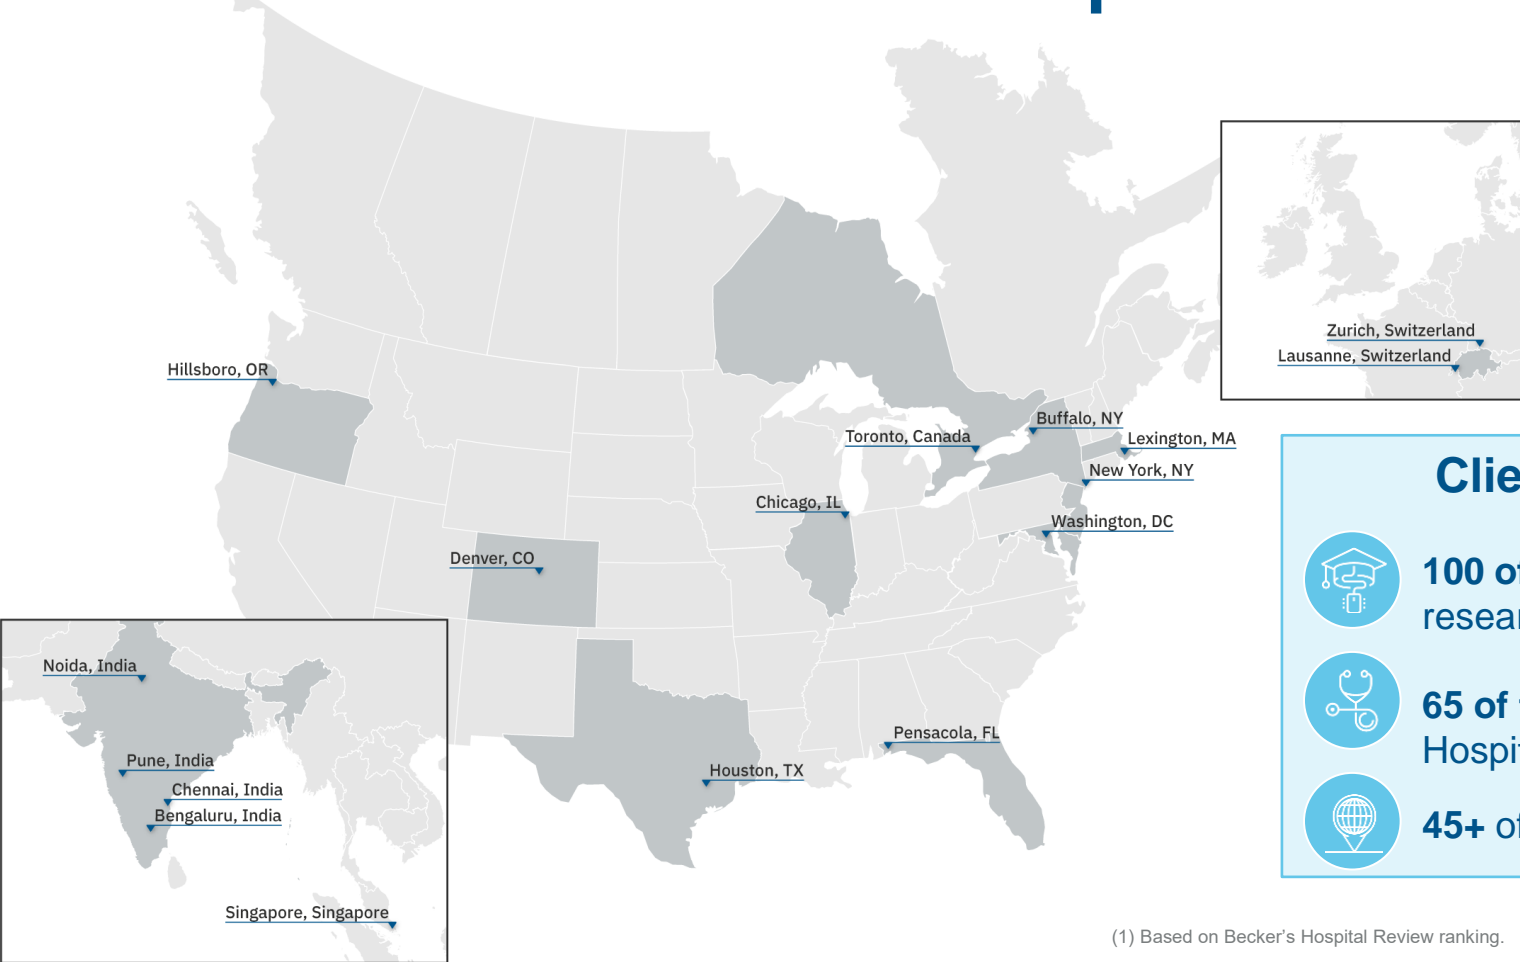 Zurich, Switzerland
Lausanne, Switzerland
Hillsboro, OR
Buffalo, NY
Toronto, Canada
Lexington, MA
New York, NY
Chicago, IL
Washington, DC
Denver, CO
Noida, India
Pune, India
Chennai, India
Bengaluru, India
Pensacola, FL
Houston, TX
Singapore, Singapore
100 of
65 of
45+
(1) Based on Becker's Hospital Review ranking.